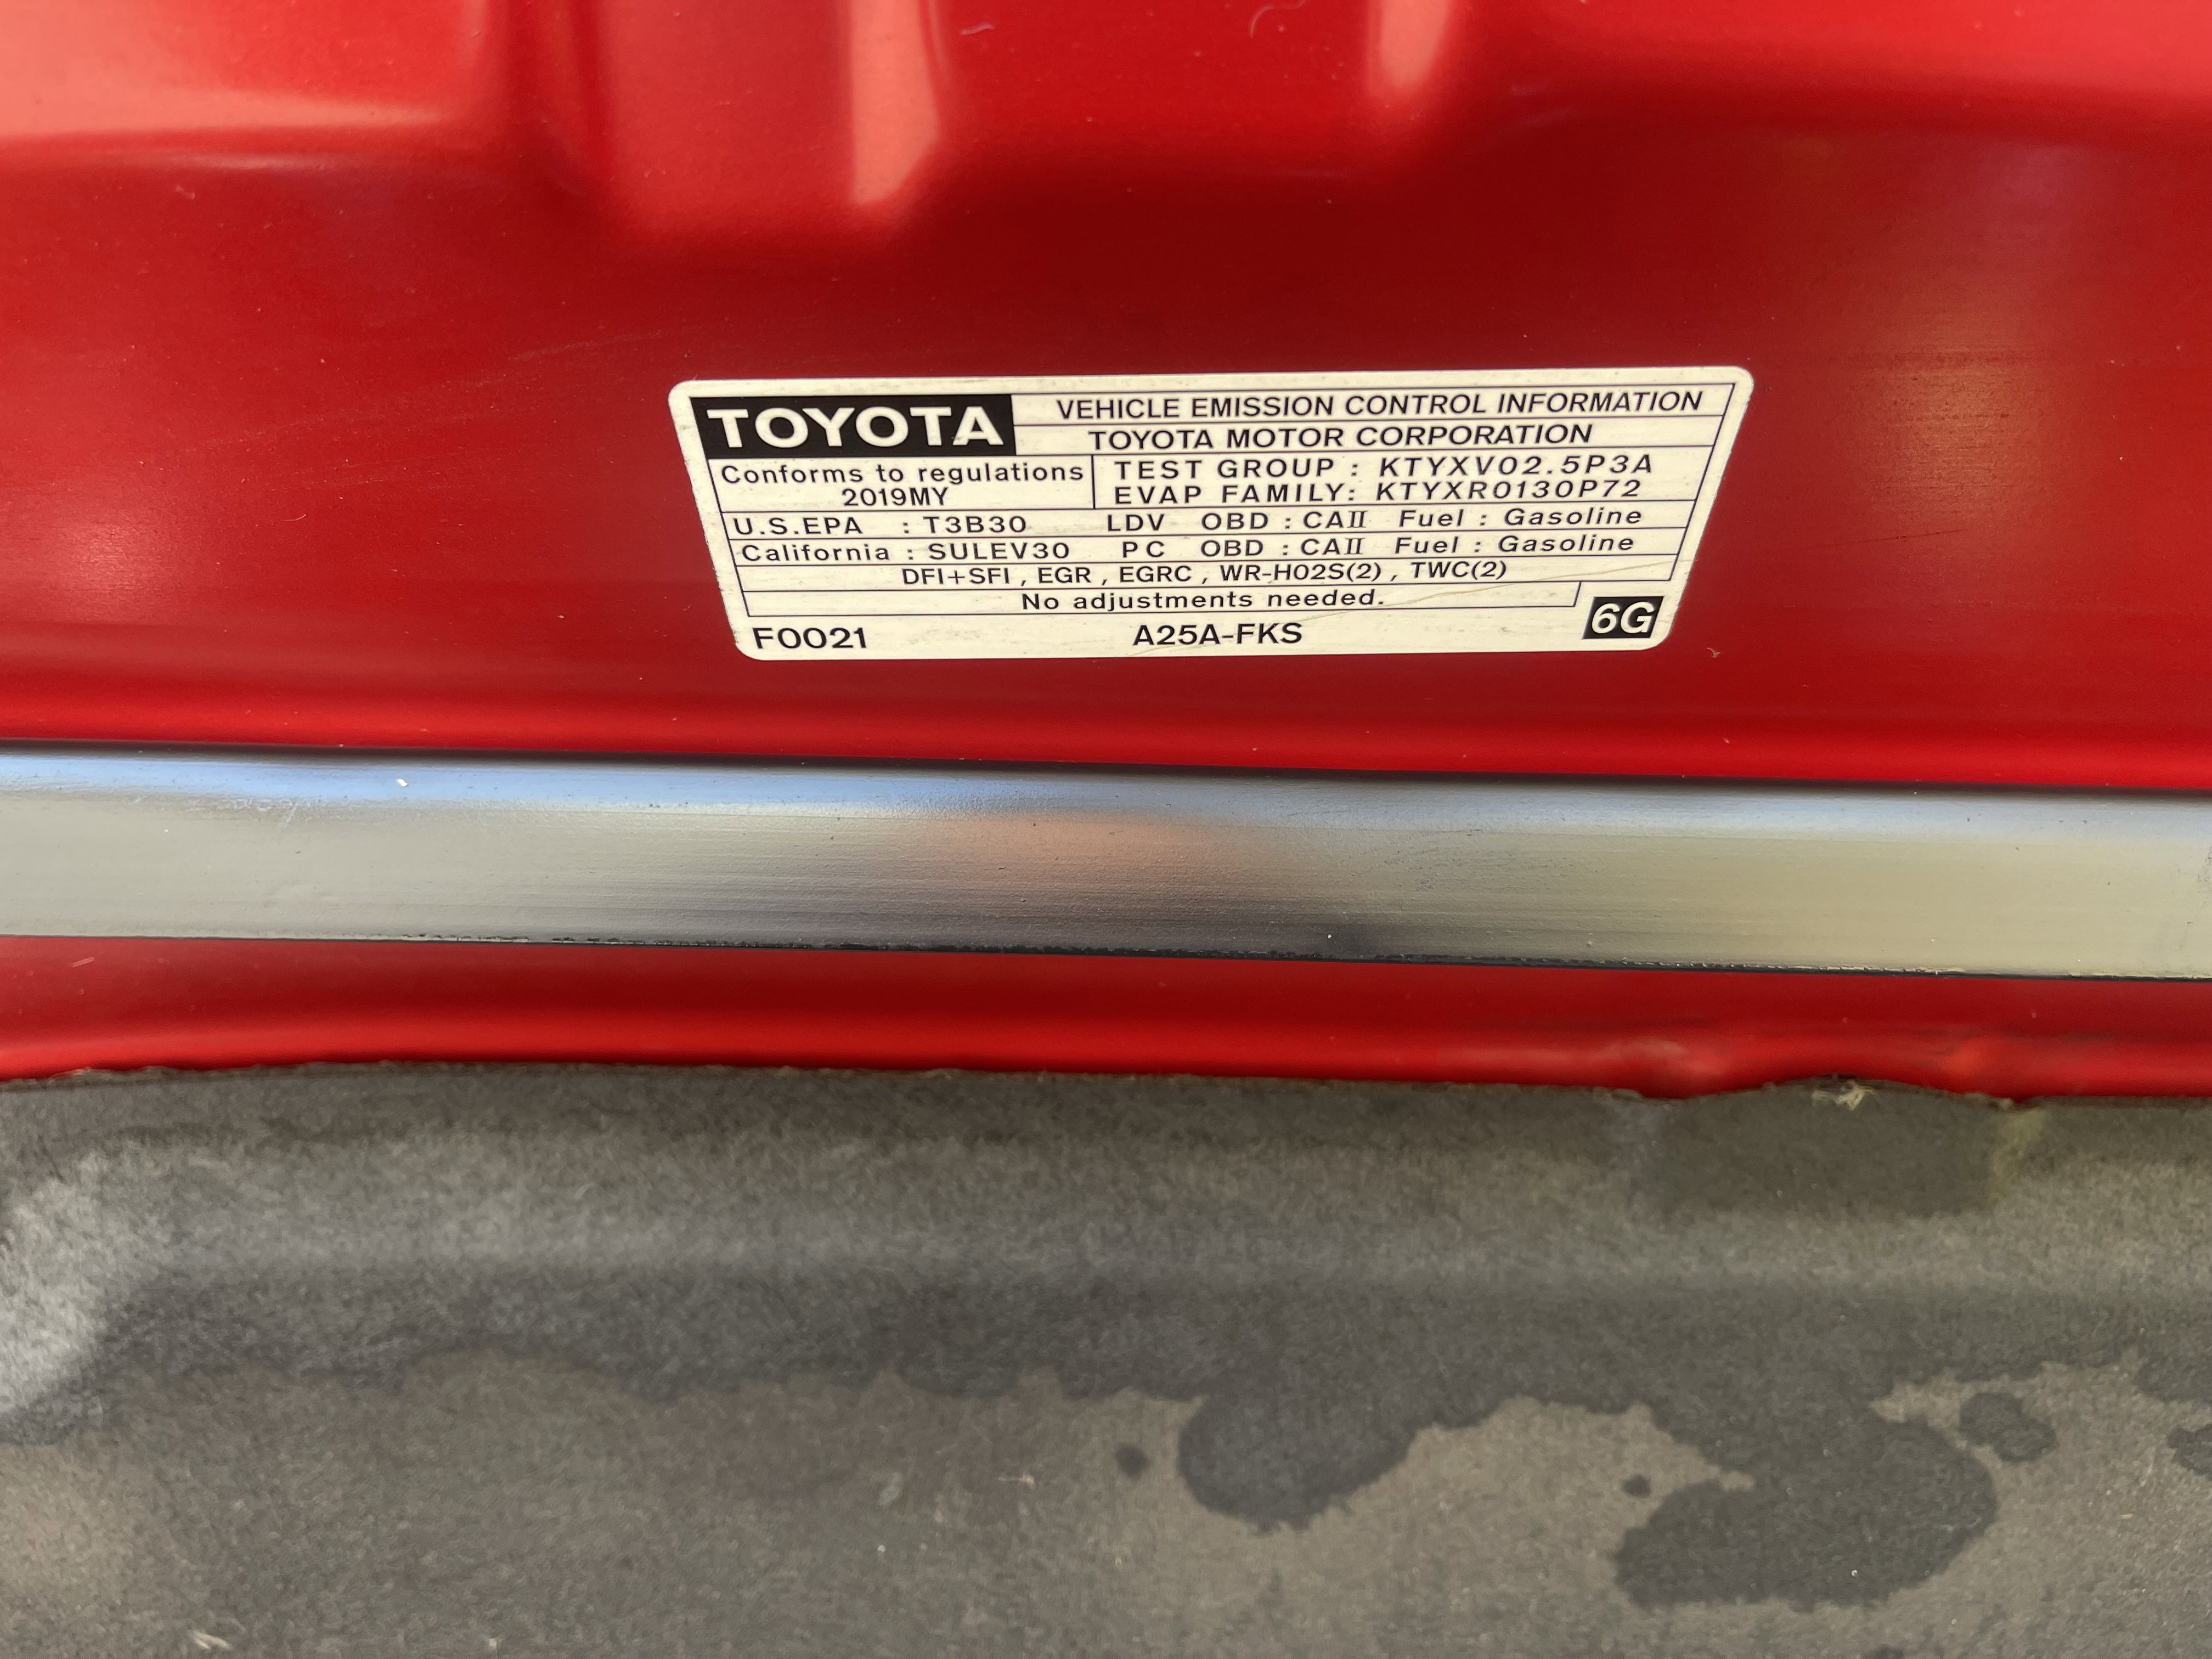 TOYOTA
VEHICLE EMISSION CONTROL INFORMATION
TOYOTA MOTOR CORPORATION
Conforms to regulations
2019MY
TEST GROUP : KTYXV02.5P3A
EVAP FAMILY: KTYXR0130P72
U.S.EPA : T3B30 LDV OBD : CAII Fuel : Gasoline
California : SULEV30 PC OBD : CAII Fuel : Gasoline
DFI+SFI , EGR , EGRC , WR-HO2S(2) , TWC(2)
No adjustments needed.
F0021 A25A-FKS 6G